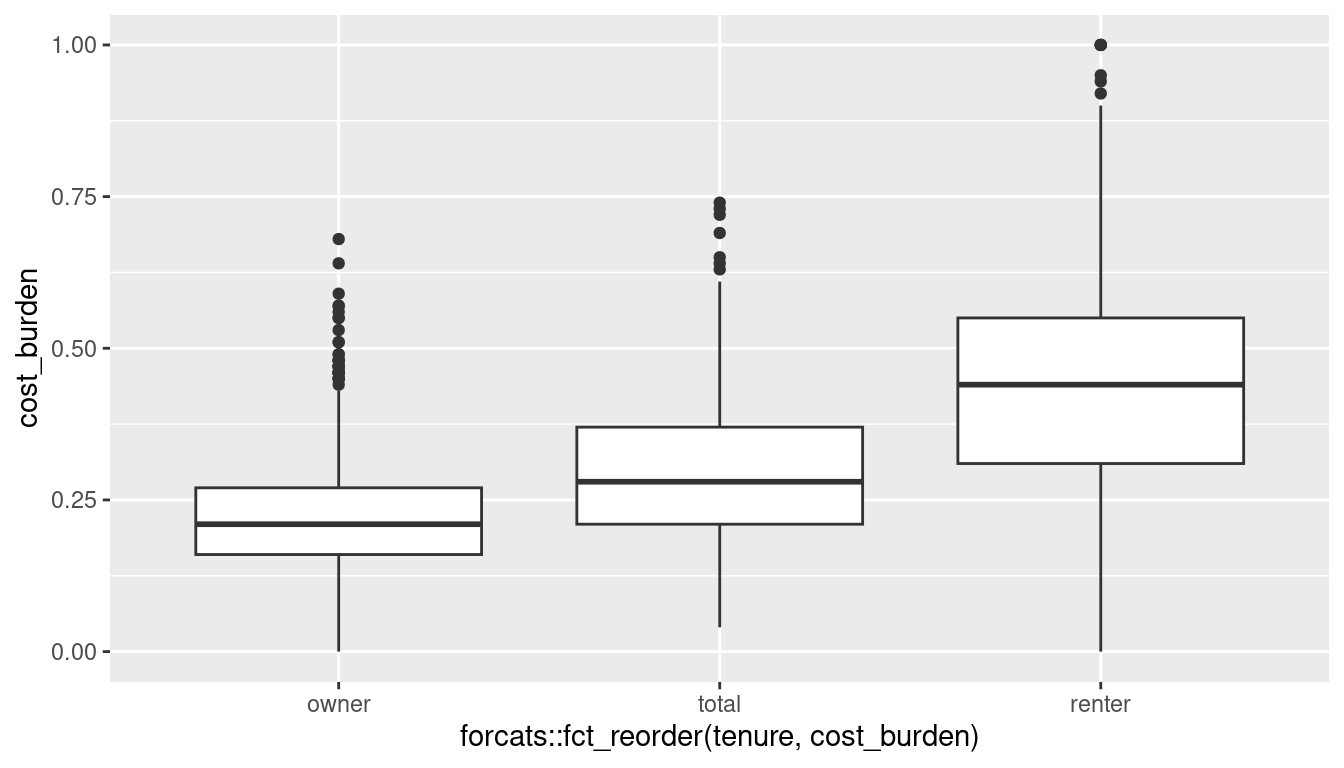 cost_burden
1.00
0.75
0.50
0.25
0.00
owner total renter
forcats::fct_reorder(tenure, cost_burden)